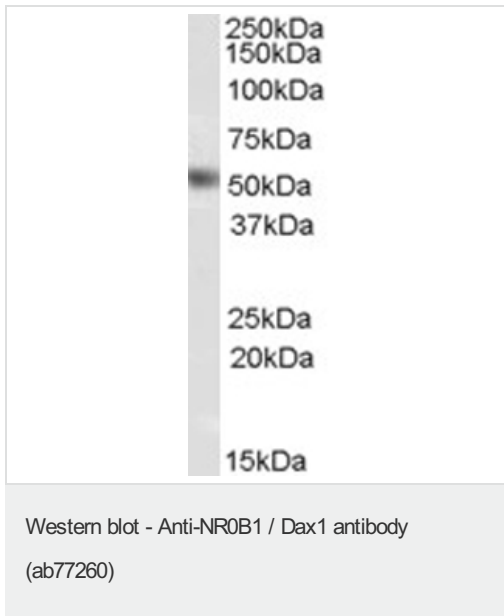 250kDa
150kDa
100kDa
75kDa
50kDa
37kDa
25kDa
20kDa
15kDa
Western blot - Anti-NR0B1 / Dax1 antibody
(ab77260)